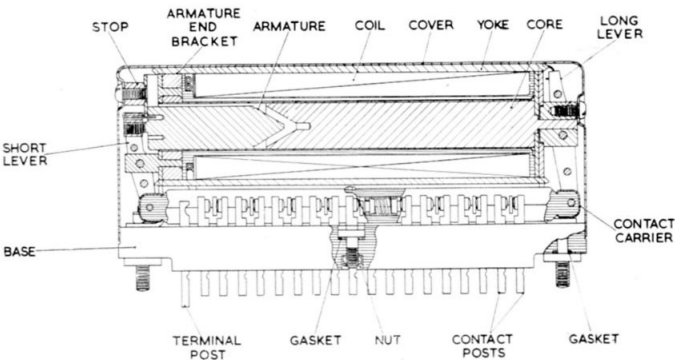 STOP
ARMATURE
END
BRACKET
ARMATURE
COIL
COVER
YOKE
CORE
LONG
LEVER
SHORT
LEVER
BASE
CONTACT
CARRIER
TERMINAL
POST
GASKET
NUT
CONTACT
POSTS
GASKET